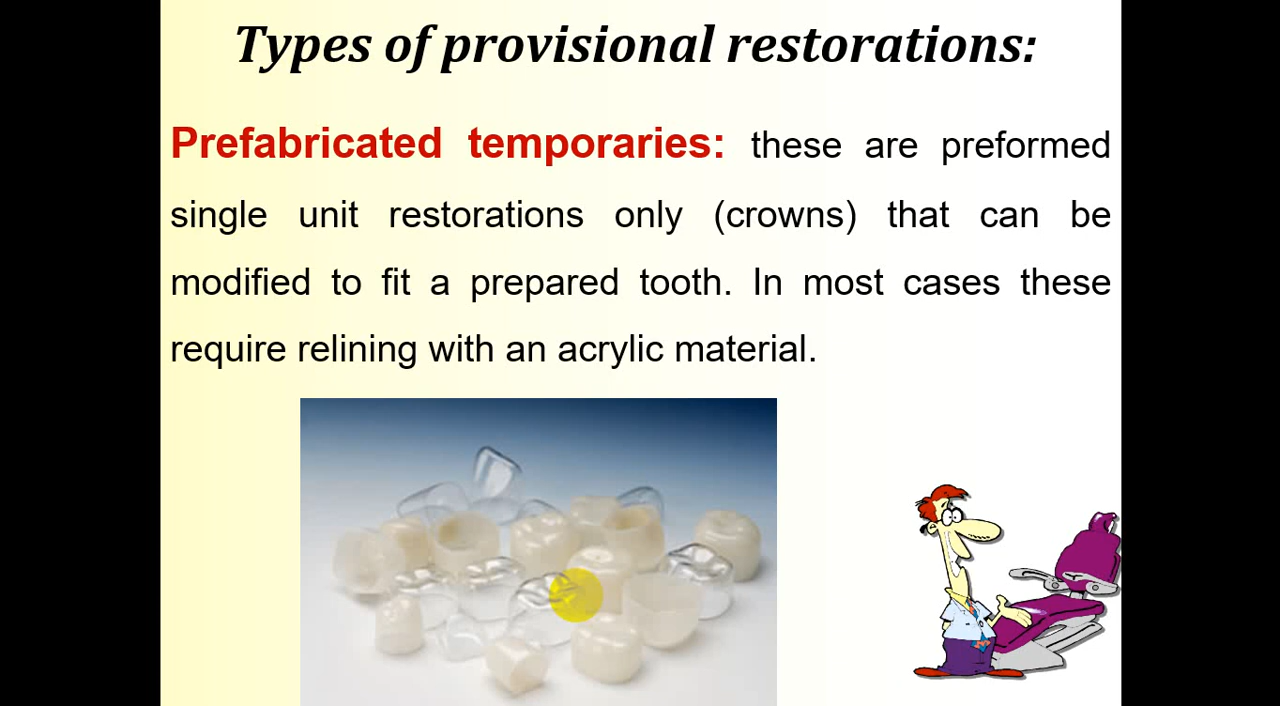 Types of provisional restorations:
Prefabricated temporaries: these are preformed
single unit restorations only (crowns) that can be
modified to fit a prepared tooth. In most cases these
require relining with an acrylic material.